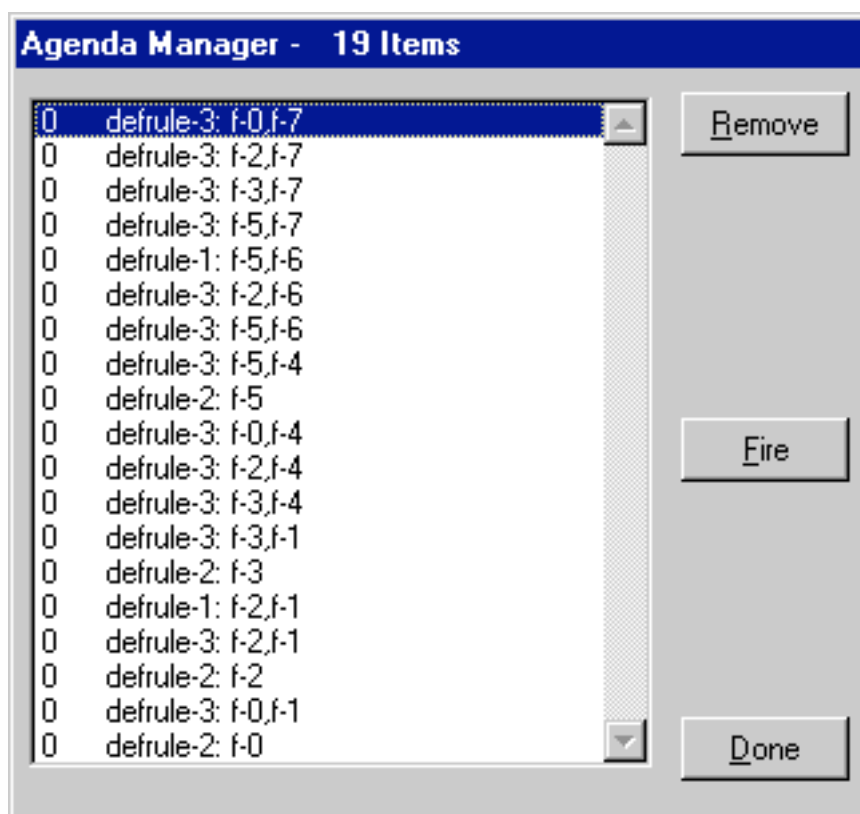 Agenda Manager - 19 Items
0 defrule-3: f-0,f-7
0 defrule-3: f-2,f-7
0 defrule-3: f-3,f-7
0 defrule-3: f-5,f-7
0 defrule-1: f-5,f-6
0 defrule-3: f-2,f-6
0 defrule-3: f-5,f-6
0 defrule-3: f-5,f-4
0 defrule-2: f-5
0 defrule-3: f-0,f-4
0 defrule-3: f-2,f-4
0 defrule-3: f-3,f-4
0 defrule-3: f-3,f-1
0 defrule-2: f-3
0 defrule-1: f-2,f-1
0 defrule-3: f-2,f-1
0 defrule-2: f-2
0 defrule-3: f-0,f-1
0 defrule-2: f-0
Remove
Fire
Done